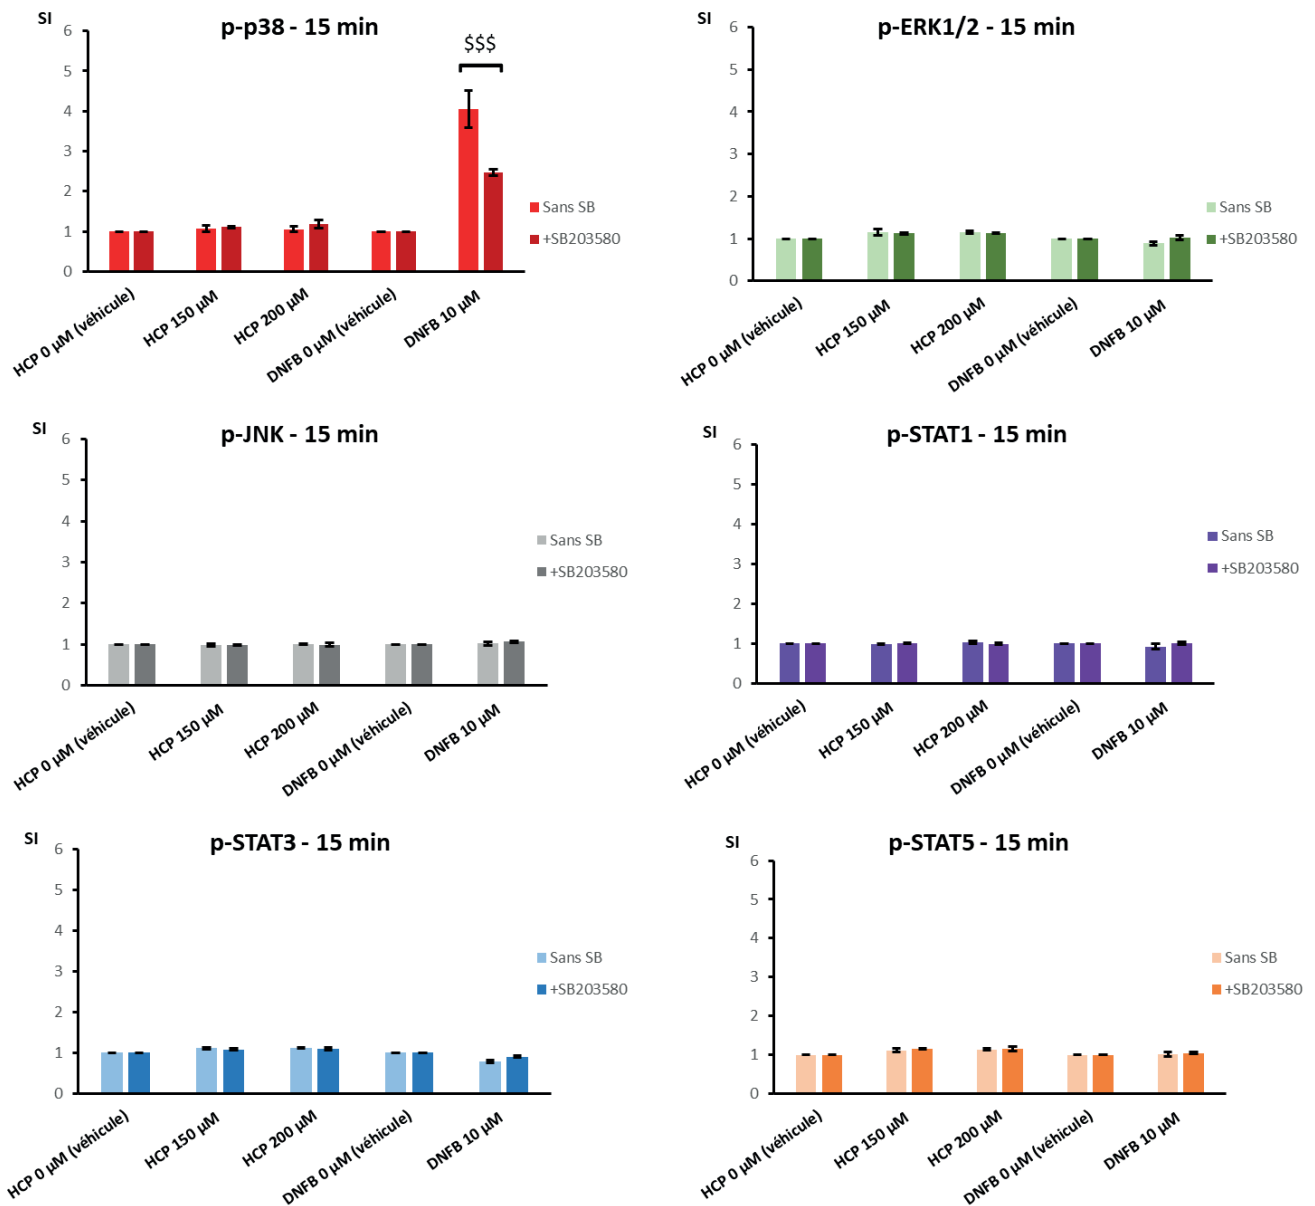 SI
p-p38 - 15 min
6
5
4
3
2
1
0
$$$
Sans SB
+SB203580
HCP 0 µM (véhicule)
HCP 150 µM
HCP 200 µM
DNFB 0 µM (véhicule)
DNFB 10 µM
SI
p-ERK1/2 - 15 min
6
5
4
3
2
1
0
Sans SB
+SB203580
HCP 0 µM (véhicule)
HCP 150 µM
HCP 200 µM
DNFB 0 µM (véhicule)
DNFB 10 µM
SI
p-JNK - 15 min
6
5
4
3
2
1
0
Sans SB
+SB203580
HCP 0 µM (véhicule)
HCP 150 µM
HCP 200 µM
DNFB 0 µM (véhicule)
DNFB 10 µM
SI
p-STAT1 - 15 min
6
5
4
3
2
1
0
Sans SB
+SB203580
HCP 0 µM (véhicule)
HCP 150 µM
HCP 200 µM
DNFB 0 µM (véhicule)
DNFB 10 µM
SI
p-STAT3 - 15 min
6
5
4
3
2
1
0
Sans SB
+SB203580
HCP 0 µM (véhicule)
HCP 150 µM
HCP 200 µM
DNFB 0 µM (véhicule)
DNFB 10 µM
SI
p-STAT5 - 15 min
6
5
4
3
2
1
0
Sans SB
+SB203580
HCP 0 µM (véhicule)
HCP 150 µM
HCP 200 µM
DNFB 0 µM (véhicule)
DNFB 10 µM